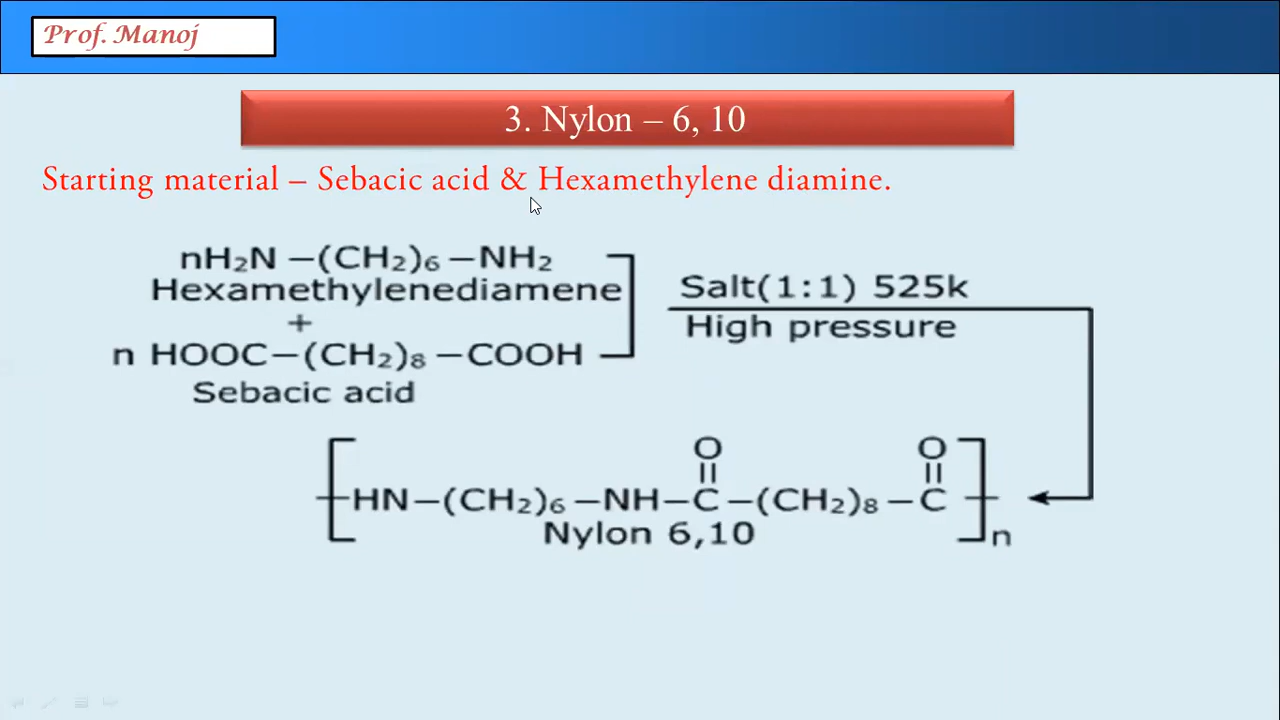 Prof. Manoj
3. Nylon – 6, 10
Starting material – Sebacic acid & Hexamethylene diamine.
nH₂N –(CH₂)₆ –NH₂
Hexamethylenediamene
+
n HOOC–(CH₂)₈ –COOH
Sebacic acid
Salt(1:1) 525k
High pressure
O O
|| ||
HN–(CH₂)₆ –NH–C–(CH₂)₈ –C
n
Nylon 6,10